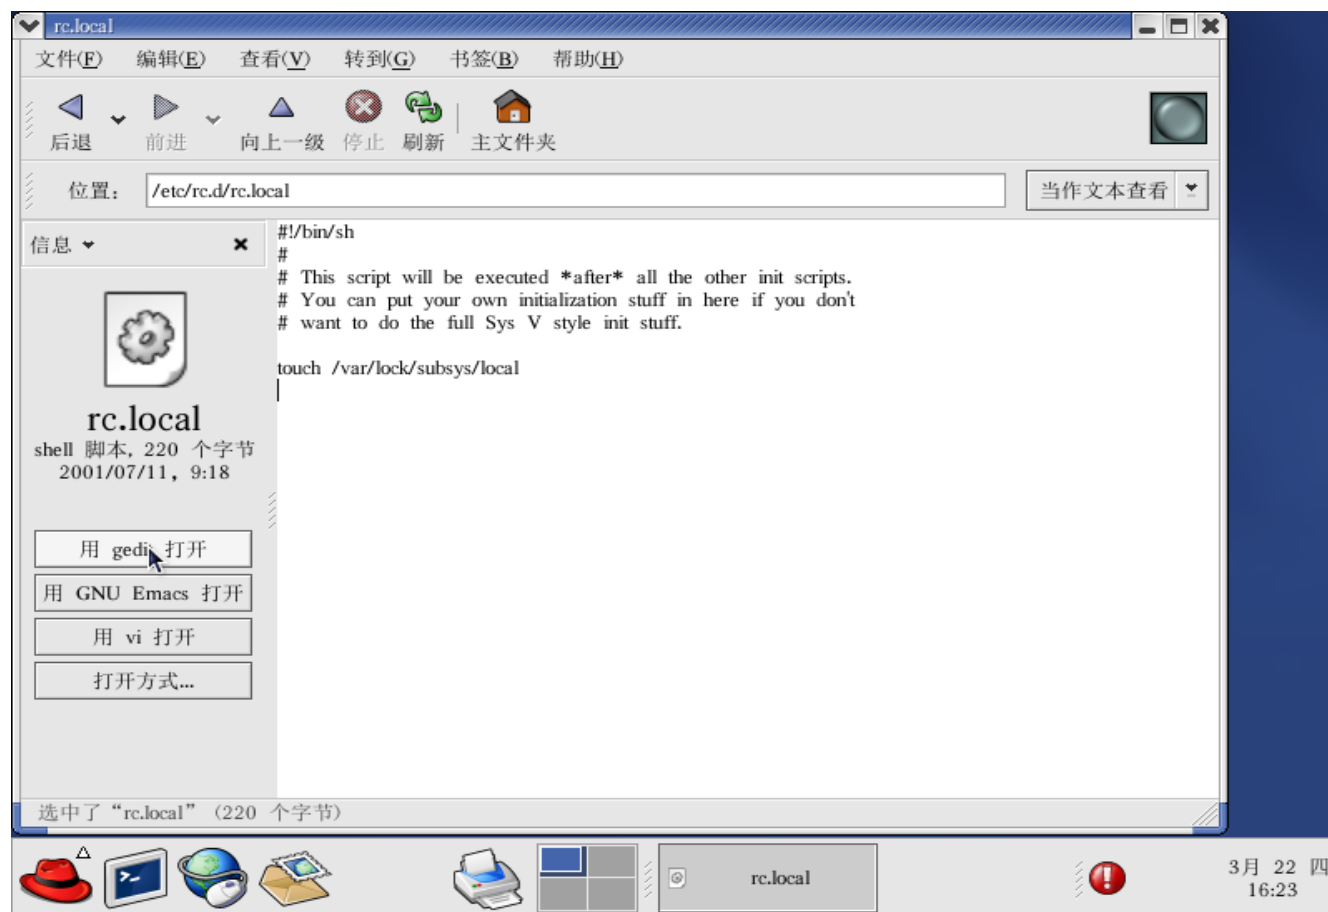 rc.local
文件(F) 编辑(E) 查看(V) 转到(G) 书签(B) 帮助(H)
后退 前进 向上一级 停止 刷新 主文件夹
位置: /etc/rc.d/rc.local 当作文本查看
信息
#!/bin/sh
#
# This script will be executed *after* all the other init scripts.
# You can put your own initialization stuff in here if you don't
# want to do the full Sys V style init stuff.
touch /var/lock/subsys/local
rc.local
shell 脚本, 220 个字节
2001/07/11, 9:18
用 gedit 打开
用 GNU Emacs 打开
用 vi 打开
打开方式...
选中了“rc.local” (220 个字节)
rc.local
3月 22 四
16:23